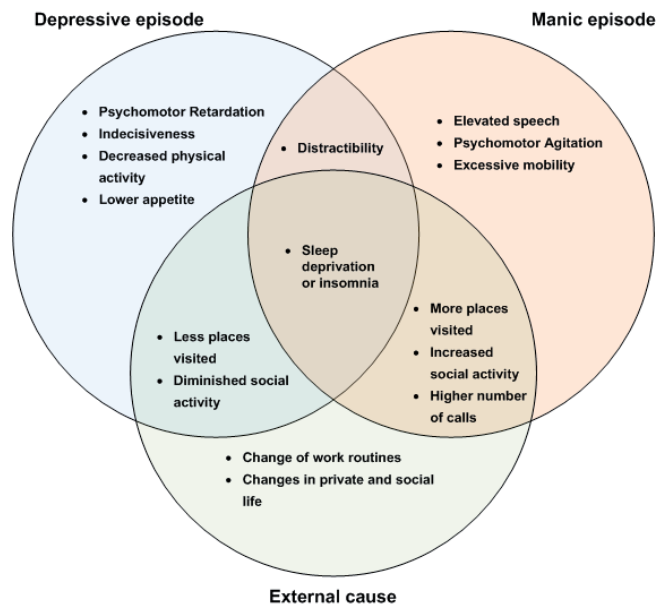 Depressive episode
Manic episode
• Psychomotor Retardation
• Indecisiveness
• Decreased physical
activity
• Lower appetite
• Distractibility
• Elevated speech
• Psychomotor Agitation
• Excessive mobility
• Sleep
deprivation
or insomnia
• Less places
visited
• Diminished social
activity
• More places
visited
• Increased
social activity
• Higher number
of calls
• Change of work routines
• Changes in private and social
life
External cause